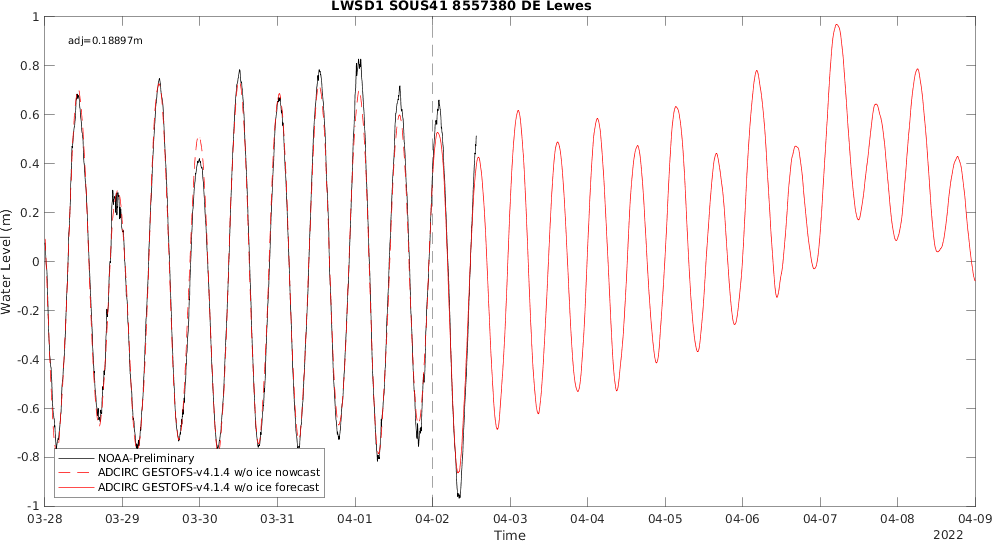 LWSD1 SOUS41 8557380 DE Lewes
adj=0.18897m
Water Level (m)
1
0.8
0.6
0.4
0.2
0
-0.2
-0.4
-0.6
-0.8
-1
NOAA-Preliminary
ADCIRC GESTOFS-v4.1.4 w/o ice nowcast
ADCIRC GESTOFS-v4.1.4 w/o ice forecast
03-28 03-29 03-30 03-31 04-01 04-02 04-03 04-04 04-05 04-06 04-07 04-08 04-09
Time
2022